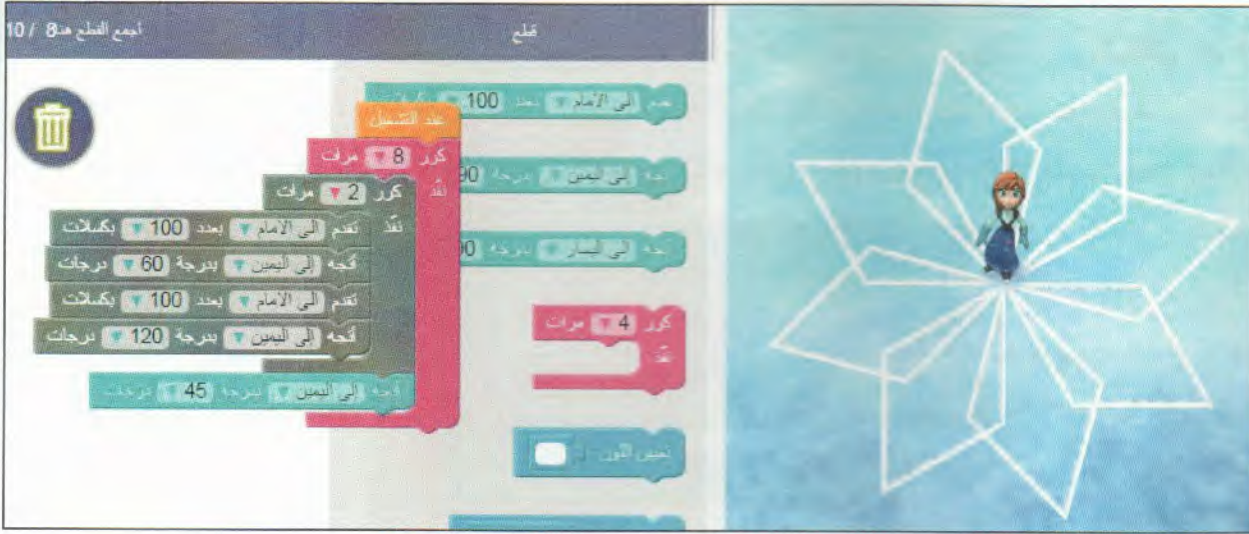 أجمع القطع هنا: 8 / 10
قطع
عند التشغيل
كرر 8 مرات
نفذ
كرر 2 مرات
نفّذ
تقدم إلى الأمام بعدد 100 بكسلات
اتجه إلى اليمين بدرجة 60 درجات
تقدم إلى الأمام بعدد 100 بكسلات
اتجه إلى اليمين بدرجة 120 درجات
اتجه إلى اليمين بدرجة 45 درجات
تقدم إلى الأمام بعدد 100
اتجه إلى اليمين بدرجة 90
اتجه إلى اليسار بدرجة 90
كرر 4 مرات
نفذ
تعيين اللون